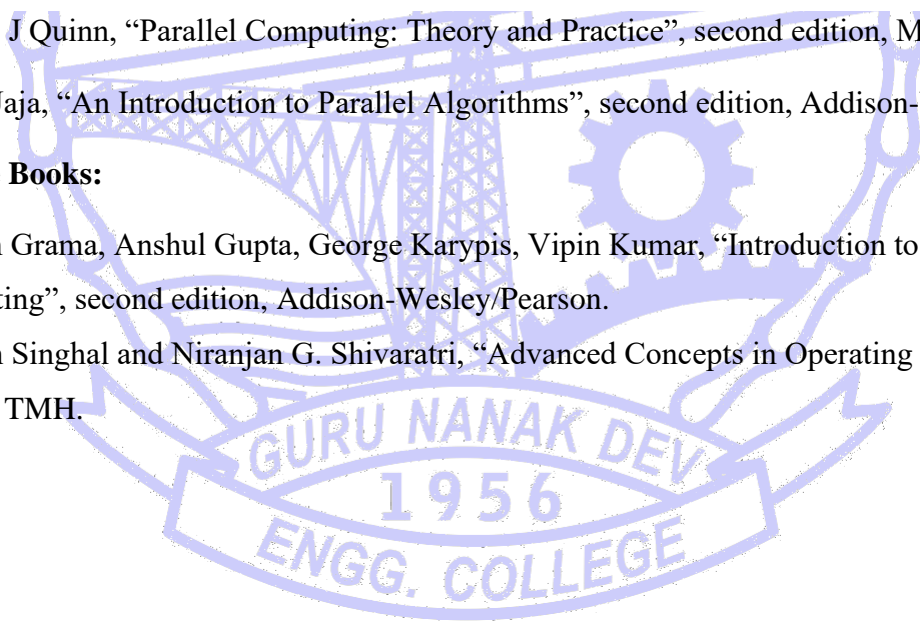 J Quinn, “Parallel Computing: Theory and Practice”, second edition, M
Jaja, “An Introduction to Parallel Algorithms”, second edition, Addison-
Books:
n Grama, Anshul Gupta, George Karypis, Vipin Kumar, “Introduction to
ting”, second edition, Addison-Wesley/Pearson.
n Singhal and Niranjan G. Shivaratri, “Advanced Concepts in Operating
TMH.
GURU NANAK DEV
1956
ENGG. COLLEGE